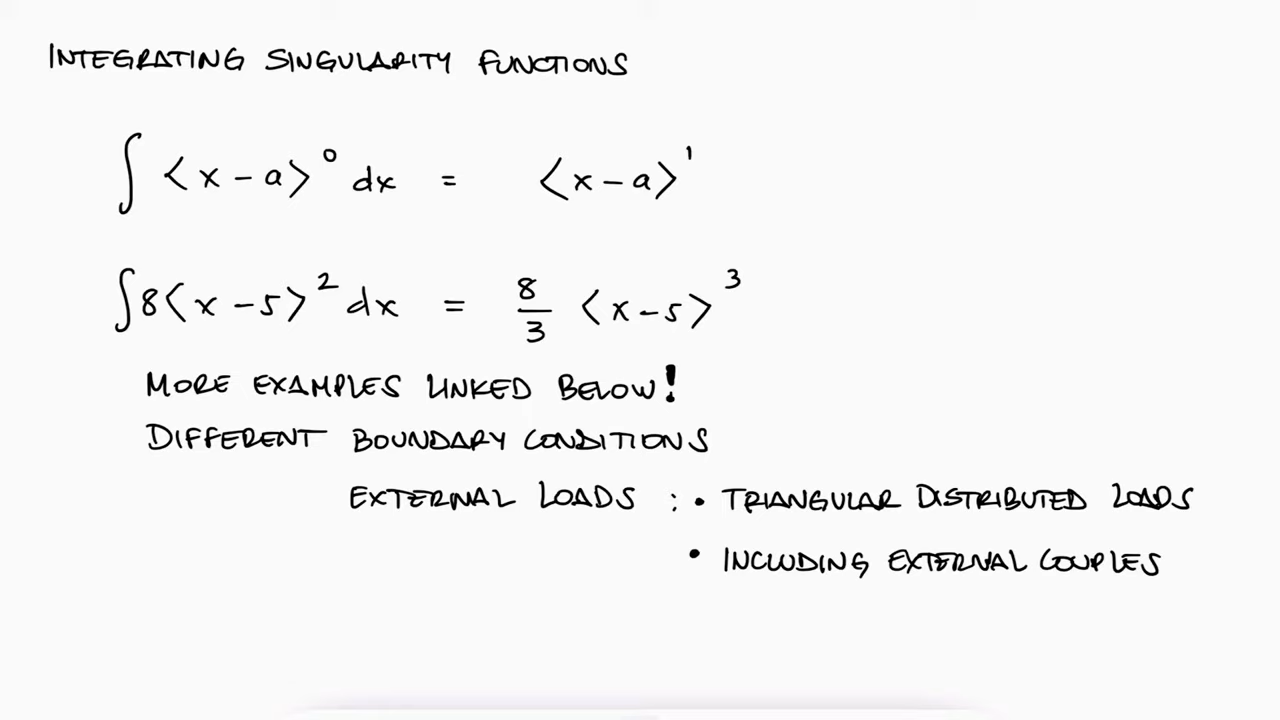 INTEGRATING SINGULARITY FUNCTIONS
∫ ⟨x - a⟩⁰ dx = ⟨x - a⟩¹
∫ 8⟨x - 5⟩² dx = 8/3 ⟨x - 5⟩³
MORE EXAMPLES LINKED BELOW!
DIFFERENT BOUNDARY CONDITIONS
EXTERNAL LOADS : • TRIANGULAR DISTRIBUTED LOADS
• INCLUDING EXTERNAL COUPLES